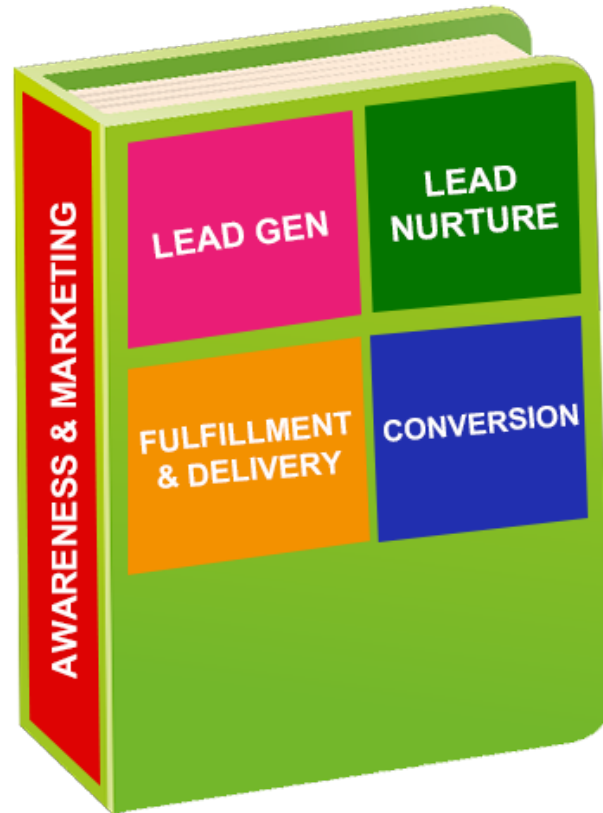 AWARENESS & MARKETING
LEAD GEN
LEAD
NURTURE
FULFILLMENT
& DELIVERY
CONVERSION